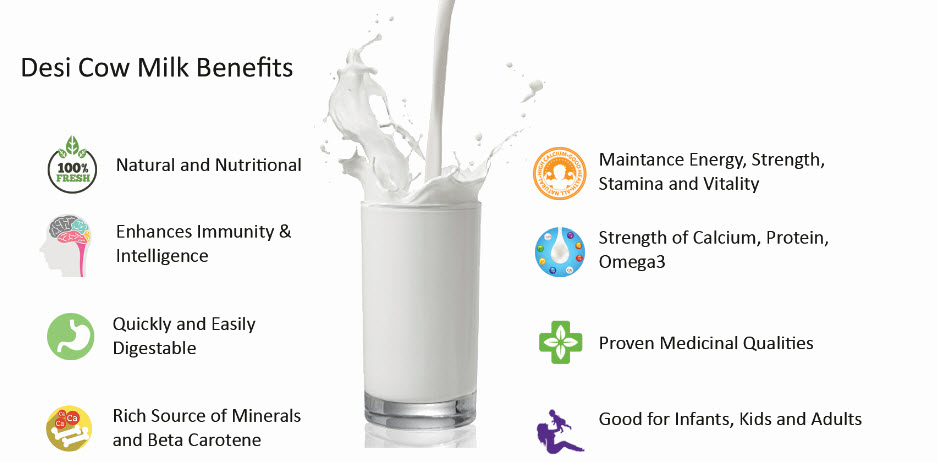 Desi Cow Milk Benefits
100%
FRESH
Natural and Nutritional
Enhances Immunity &
Intelligence
Quickly and Easily
Digestable
Ca
Ca
Ca
Rich Source of Minerals
and Beta Carotene
Maintance Energy, Strength,
Stamina and Vitality
Strength of Calcium, Protein,
Omega3
Proven Medicinal Qualities
Good for Infants, Kids and Adults